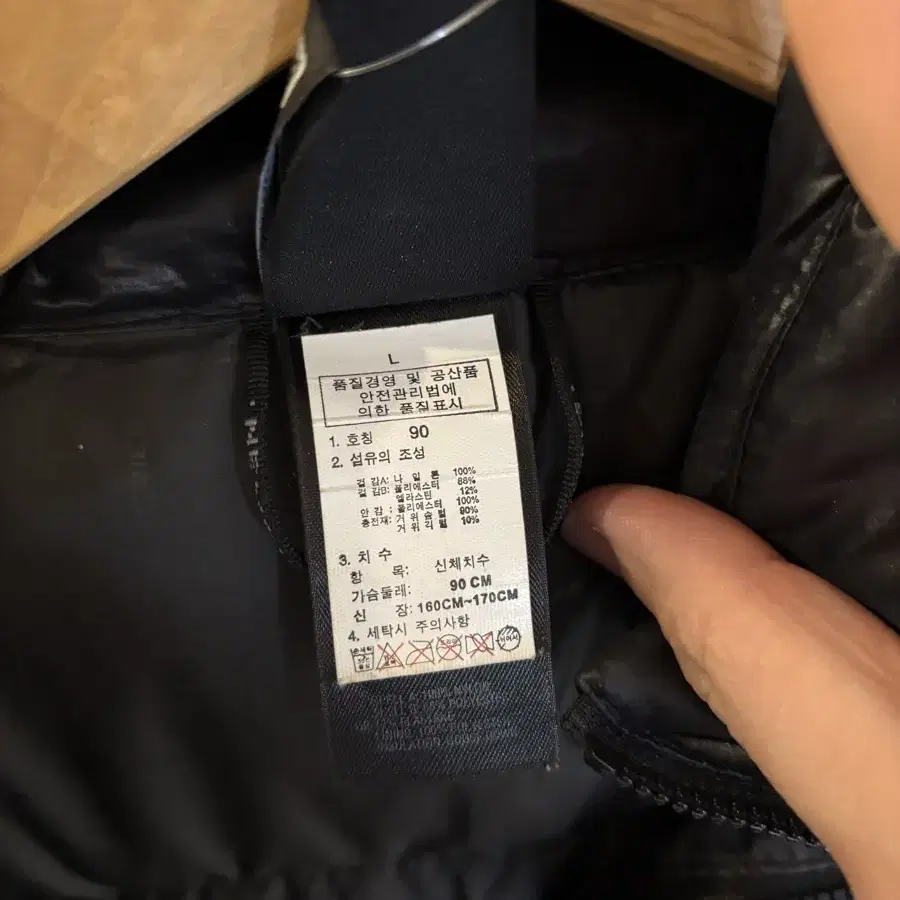 L
품질경영 및 공산품
안전관리법에
의한 품질표시
1. 호칭 90
2. 섬유의 조성
겉감A: 나 일 론 100%
겉감B: 폴리에스터 88%
엘라스틴 12%
안 감 : 폴리에스터 100%
충전재: 거위솜털 90%
거위깃털 10%
3. 치 수
항 목: 신체치수
가슴둘레: 90 CM
신 장: 160CM~170CM
4. 세탁시 주의사항
손세탁